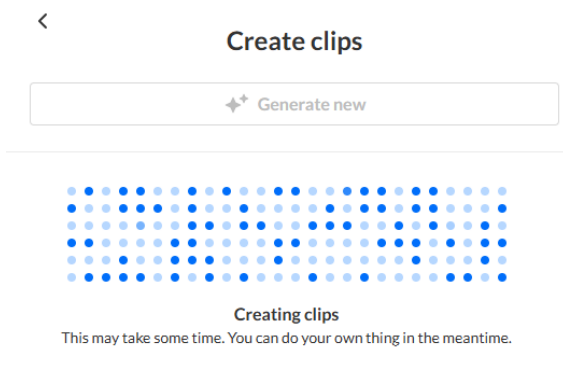 Create clips
Generate new
Creating clips
This may take some time. You can do your own thing in the meantime.